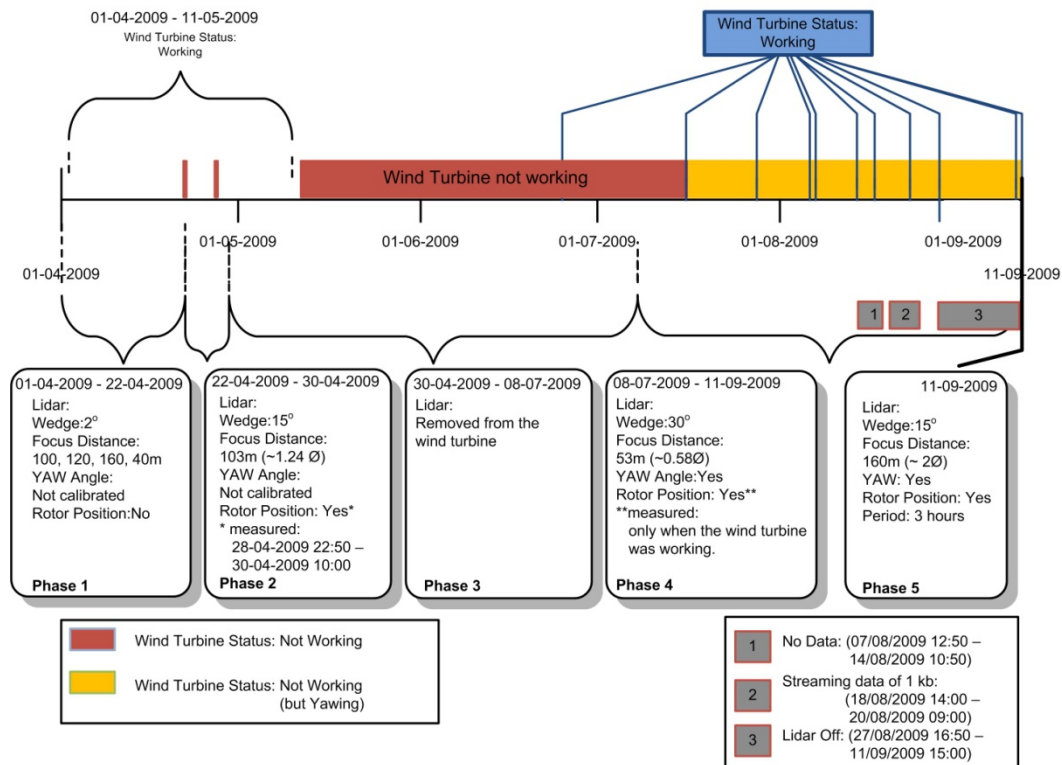 01-04-2009 - 11-05-2009
Wind Turbine Status:
Working
Wind Turbine Status:
Working
Wind Turbine not working
01-04-2009
01-05-2009
01-06-2009
01-07-2009
01-08-2009
01-09-2009
11-09-2009
1
2
3
01-04-2009 - 22-04-2009
Lidar:
Wedge:2°
Focus Distance:
100, 120, 160, 40m
YAW Angle:
Not calibrated
Rotor Position:No
Phase 1
22-04-2009 - 30-04-2009
Lidar:
Wedge:15°
Focus Distance:
103m (~1.24 Ø)
YAW Angle:
Not calibrated
Rotor Position: Yes*
* measured:
28-04-2009 22:50 –
30-04-2009 10:00
Phase 2
30-04-2009 - 08-07-2009
Lidar:
Removed from the
wind turbine
Phase 3
08-07-2009 - 11-09-2009
Lidar:
Wedge:30°
Focus Distance:
53m (~0.58Ø)
YAW Angle:Yes
Rotor Position: Yes**
**measured:
only when the wind turbine
was working.
Phase 4
11-09-2009
Lidar:
Wedge:15°
Focus Distance:
160m (~ 2Ø)
YAW: Yes
Rotor Position: Yes
Period: 3 hours
Phase 5
Wind Turbine Status: Not Working
Wind Turbine Status: Not Working
(but Yawing)
1 No Data: (07/08/2009 12:50 –
14/08/2009 10:50)
Streaming data of 1 kb:
2 (18/08/2009 14:00 –
20/08/2009 09:00)
3 Lidar Off: (27/08/2009 16:50 –
11/09/2009 15:00)